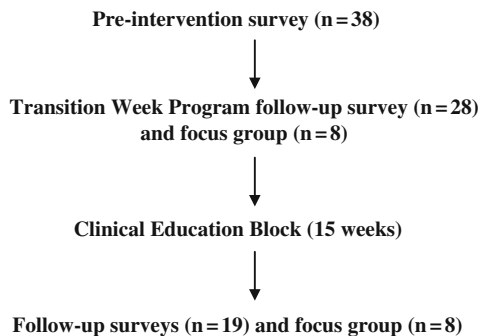 Pre-intervention survey (n = 38)
Transition Week Program follow-up survey (n = 28)
and focus group (n = 8)
Clinical Education Block (15 weeks)
Follow-up surveys (n = 19) and focus group (n = 8)